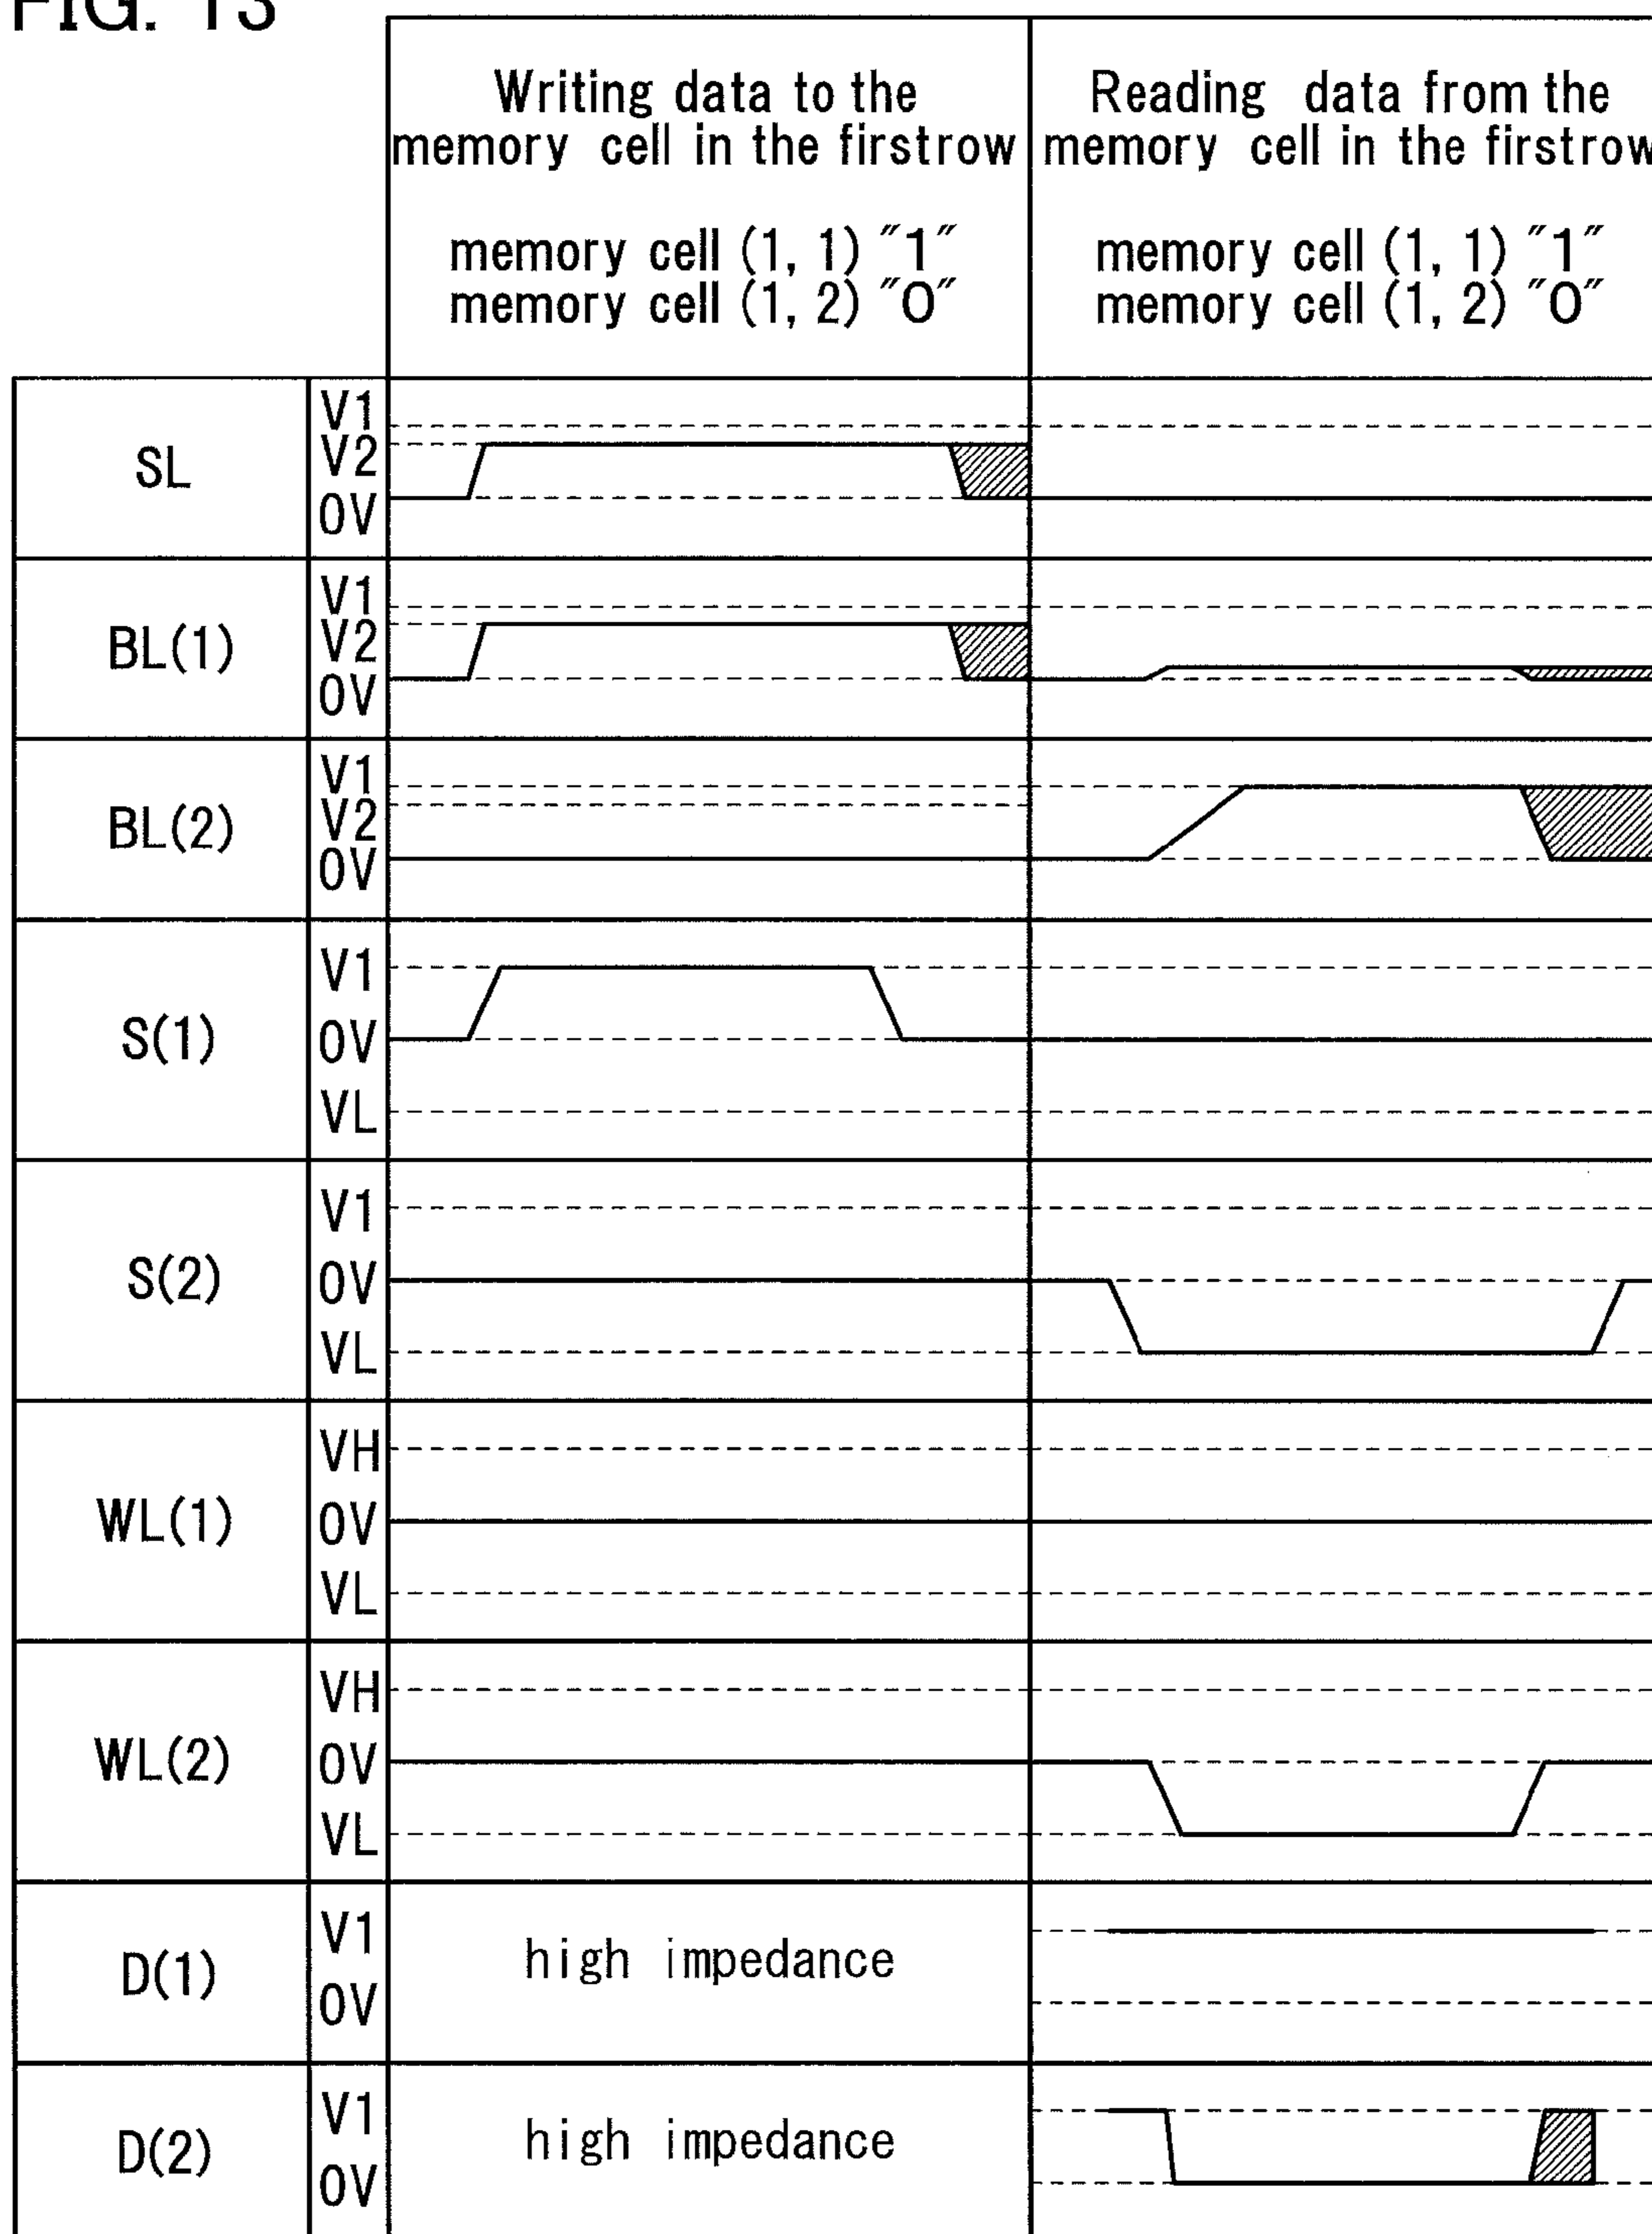 FIG. 13
Writing data to the
memory cell in the firstrow
memory cell (1, 1) ″1″
memory cell (1, 2) ″0″
Reading data from the
memory cell in the firstrow
memory cell (1, 1) ″1″
memory cell (1, 2) ″0″
SL
V1
V2
0V
BL(1)
V1
V2
0V
BL(2)
V1
V2
0V
S(1)
V1
0V
VL
S(2)
V1
0V
VL
WL(1)
VH
0V
VL
WL(2)
VH
0V
VL
D(1)
V1
0V
high impedance
D(2)
V1
0V
high impedance